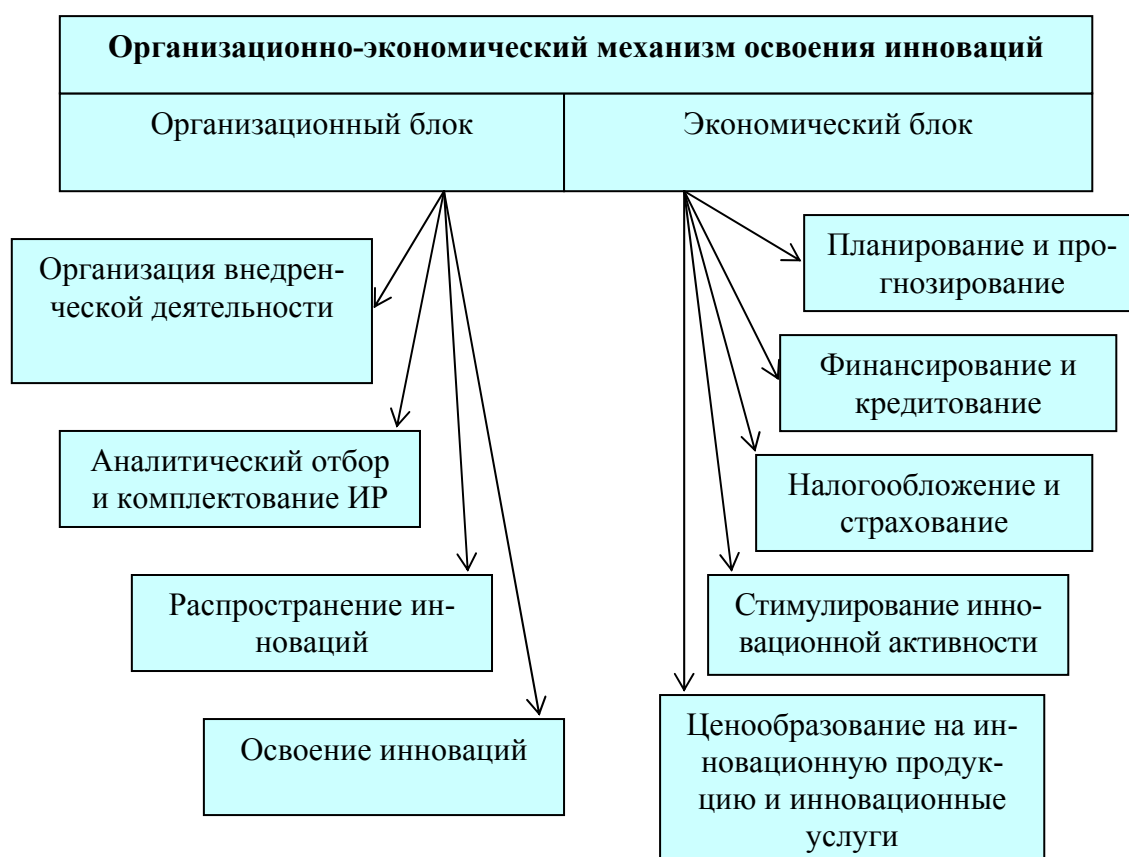 Организационно-экономический механизм освоения инноваций
Организационный блок
Экономический блок
Организация внедрен-
ческой деятельности
Аналитический отбор
и комплектование ИР
Распространение ин-
новаций
Освоение инноваций
Планирование и про-
гнозирование
Финансирование и
кредитование
Налогообложение и
страхование
Стимулирование инно-
вационной активности
Ценообразование на ин-
новационную продук-
цию и инновационные
услуги